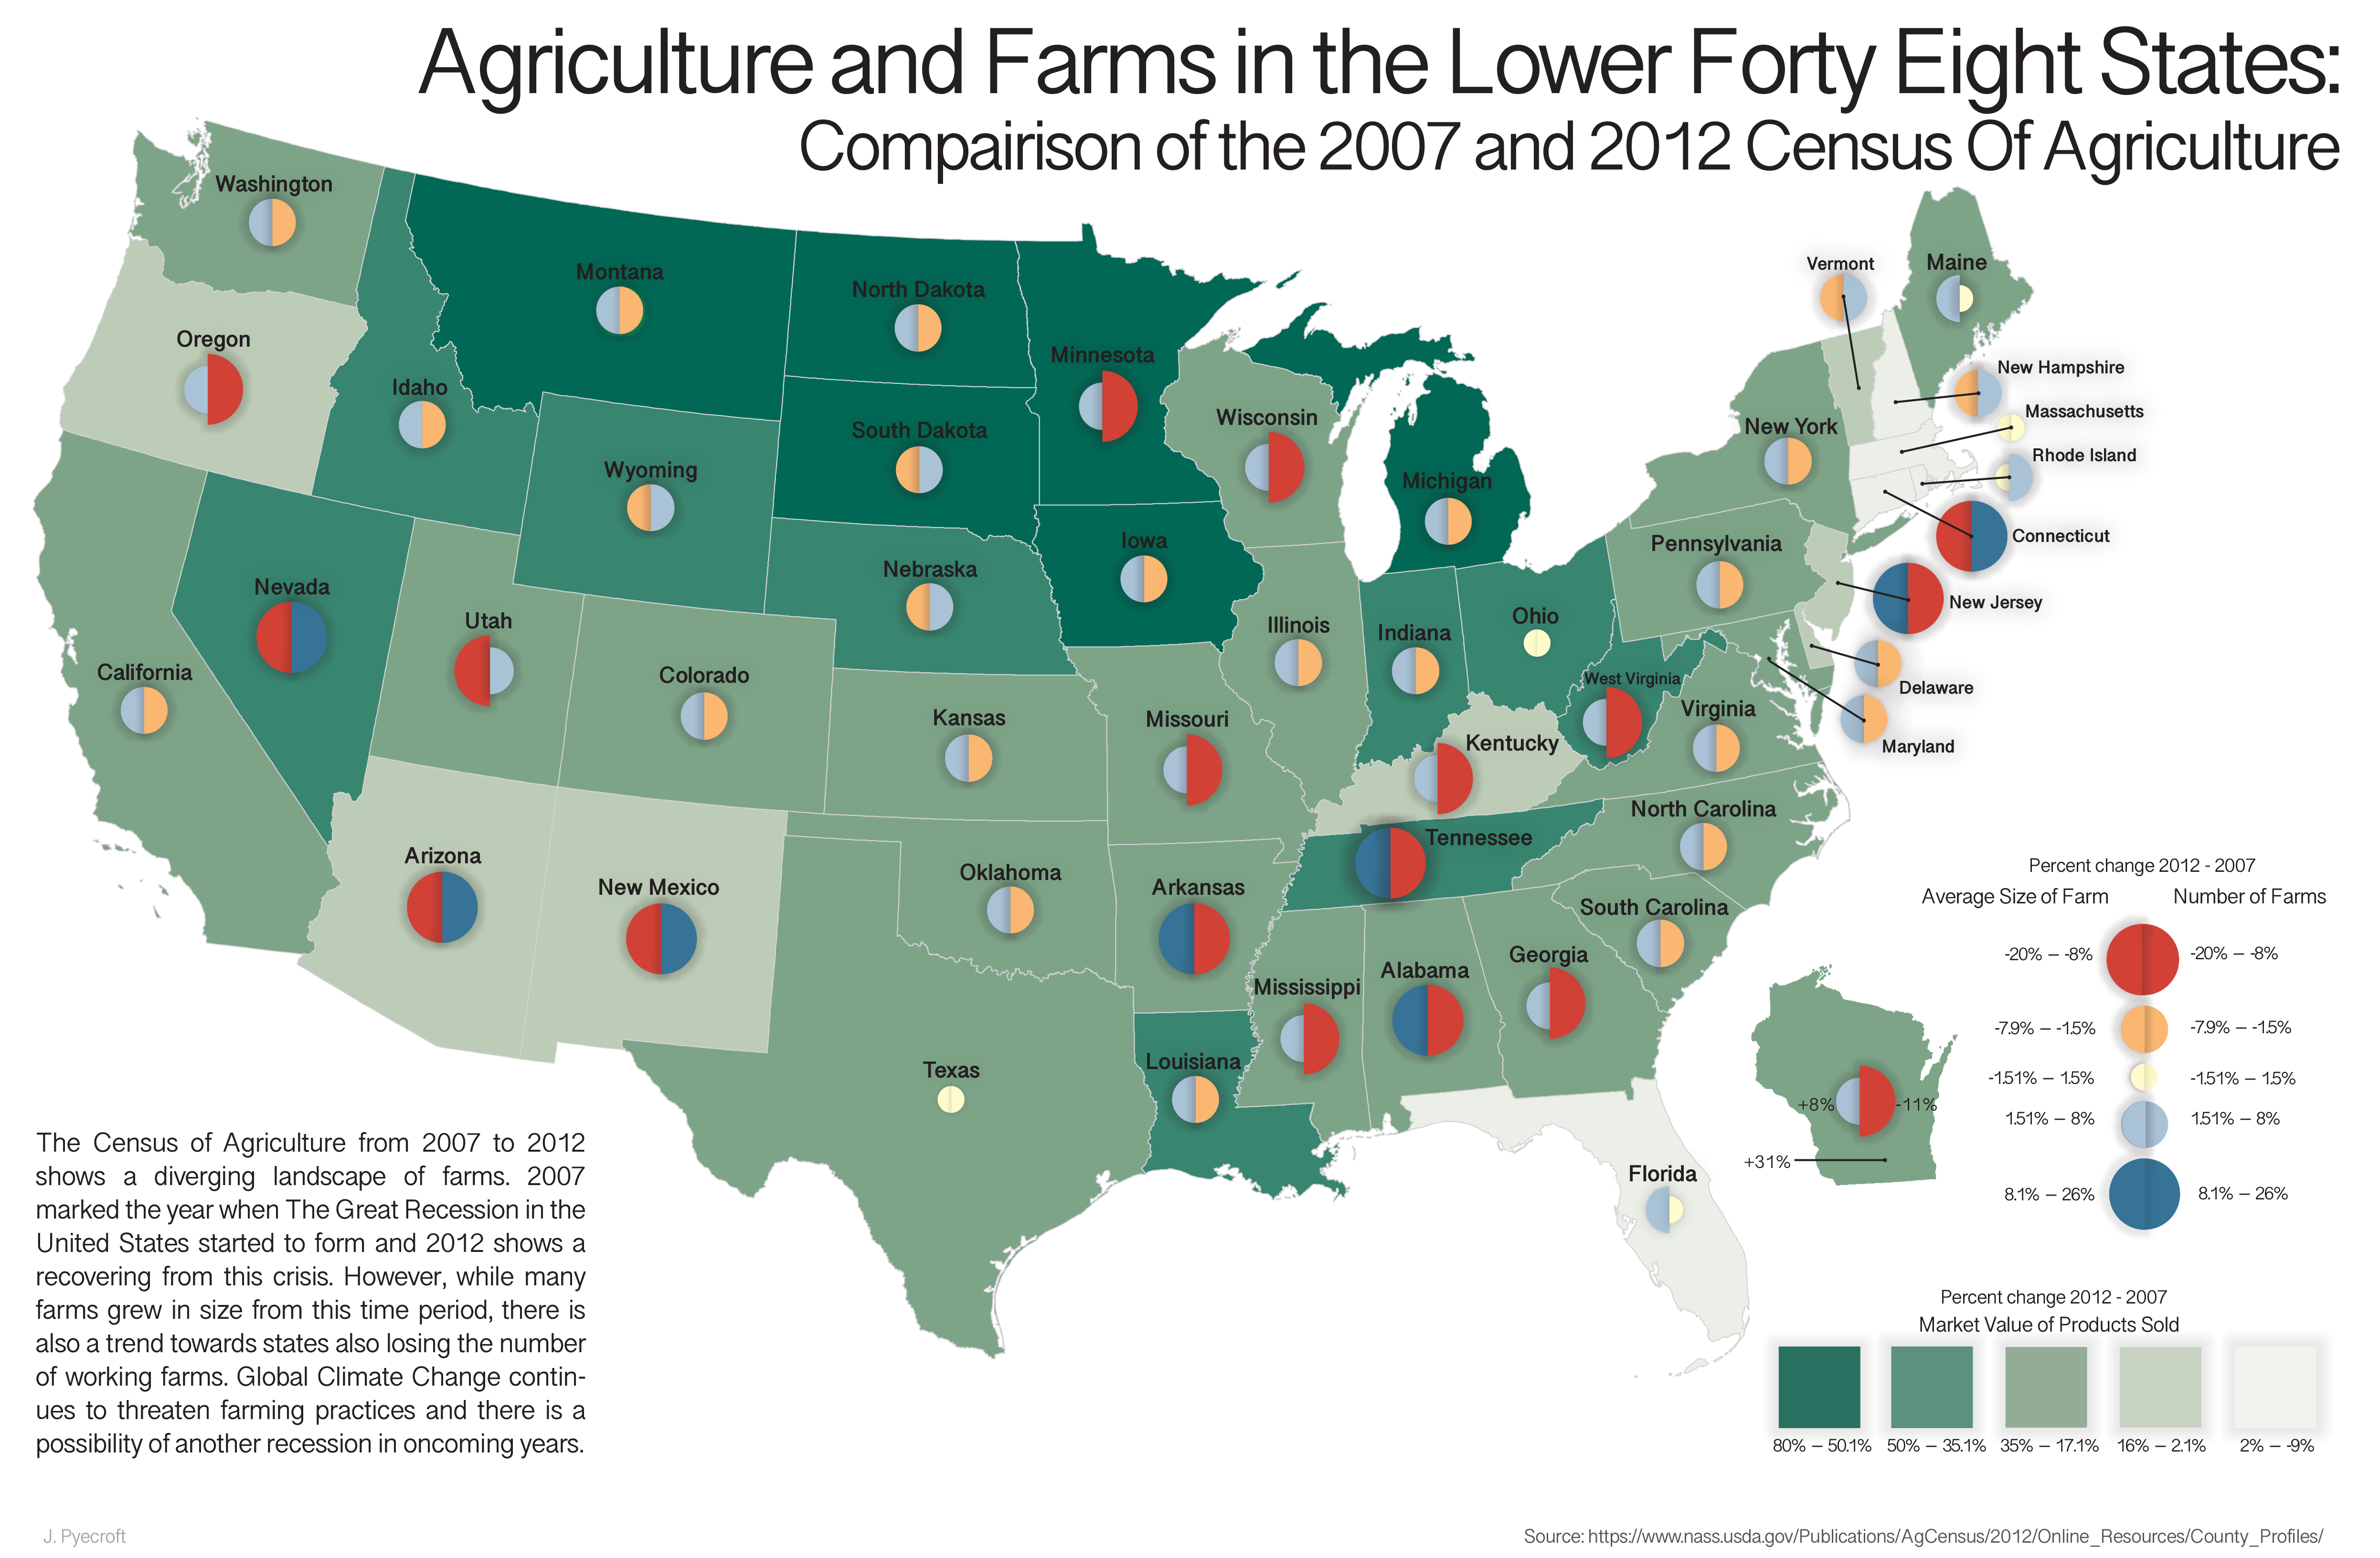 Agriculture and Farms in the Lower Forty Eight States:
Compairison of the 2007 and 2012 Census Of Agriculture
Washington
Oregon
Idaho
Montana
North Dakota
Minnesota
South Dakota
Wyoming
Wisconsin
Michigan
Vermont
Maine
New Hampshire
Massachusetts
New York
Rhode Island
Connecticut
Pennsylvania
New Jersey
Delaware
Maryland
Nevada
Utah
California
Colorado
Nebraska
Iowa
Kansas
Missouri
Illinois
Indiana
Ohio
West Virginia
Virginia
Kentucky
Tennessee
North Carolina
South Carolina
Arizona
New Mexico
Oklahoma
Arkansas
Mississippi
Alabama
Georgia
Texas
Louisiana
Florida
Percent change 2012 - 2007
Average Size of Farm Number of Farms
-20% – -8% -20% – -8%
-7.9% – -1.5% -7.9% – -1.5%
-1.51% – 1.5% -1.51% – 1.5%
1.51% – 8% 1.51% – 8%
8.1% – 26% 8.1% – 26%
+8% -11%
+31%
Percent change 2012 - 2007
Market Value of Products Sold
80% – 50.1% 50% – 35.1% 35% – 17.1% 16% – 2.1% 2% – -9%
The Census of Agriculture from 2007 to 2012
shows a diverging landscape of farms. 2007
marked the year when The Great Recession in the
United States started to form and 2012 shows a
recovering from this crisis. However, while many
farms grew in size from this time period, there is
also a trend towards states also losing the number
of working farms. Global Climate Change contin-
ues to threaten farming practices and there is a
possibility of another recession in oncoming years.
J. Pyecroft
Source: https://www.nass.usda.gov/Publications/AgCensus/2012/Online_Resources/County_Profiles/